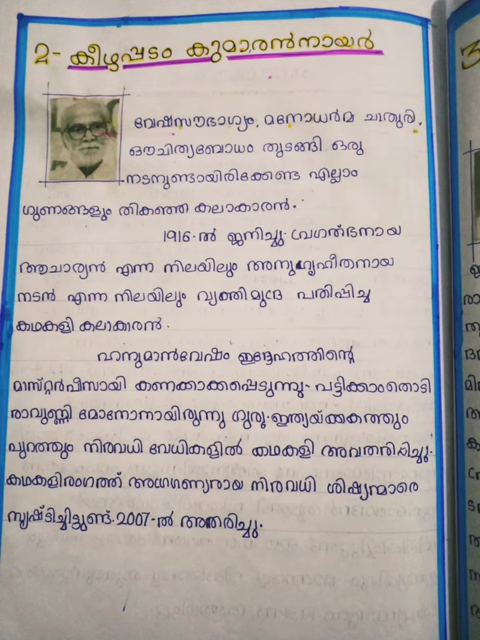 2- കീഴ്പ്പടം കുമാരൻനായർ
വേഷസൗഭാഗ്യം, മനോധർമ ചാതുരി,
ഔചിത്യബോധം തുടങ്ങി ഒരു
നടനുണ്ടായിരിക്കേണ്ട എല്ലാം
ഗുണങ്ങളും തികഞ്ഞ കലാകാരൻ.
1916-ൽ ജനിച്ചു. പ്രഗത്ഭനായ
ആചാര്യൻ എന്ന നിലയിലും അനുഗൃഹീതനായ
നടൻ എന്ന നിലയിലും വ്യക്തിമുദ്ര പതിപ്പിച്ച
കഥകളി കലാകാരൻ.
ഹനുമാൻവേഷം ഇദ്ദേഹത്തിന്റെ
മാസ്റ്റർപീസായി കണക്കാക്കപ്പെടുന്നു. പട്ടിക്കാംതൊടി
രാവുണ്ണി മോനോനായിരുന്നു ഗുരു. ഇന്ത്യയ്ക്കകത്തും
പുറത്തും നിരവധി വേദികളിൽ കഥകളി അവതരിപ്പിച്ചു.
കഥകളിരംഗത്ത് അഗ്രഗണ്യരായ നിരവധി ശിഷ്യന്മാരെ
സൃഷ്ടിച്ചിട്ടുണ്ട്. 2007-ൽ അന്തരിച്ചു.